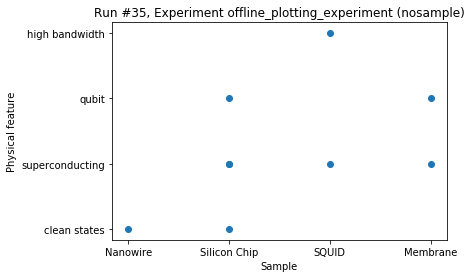 Run #35, Experiment offline_plotting_experiment (nosample)
high bandwidth
qubit
superconducting
clean states
Physical feature
Nanowire
Silicon Chip
SQUID
Membrane
Sample